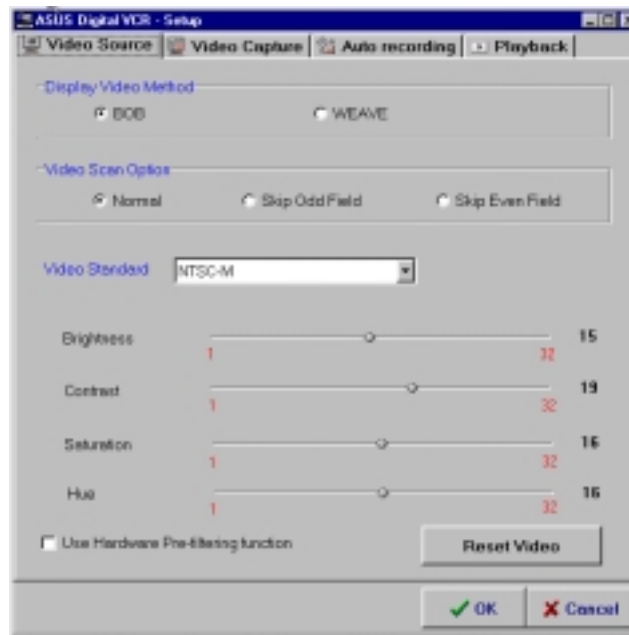 ASUS Digital VCR - Setup
Video Source Video Capture Auto recording Playback
Display Video Method
BOB WEAVE
Video Scan Option
Normal Skip Odd Field Skip Even Field
Video Standard NTSC-M
Brightness 15
1 32
Contrast 19
1 32
Saturation 16
1 32
Hue 16
1 32
Use Hardware Pre-filtering function Reset Video
OK Cancel